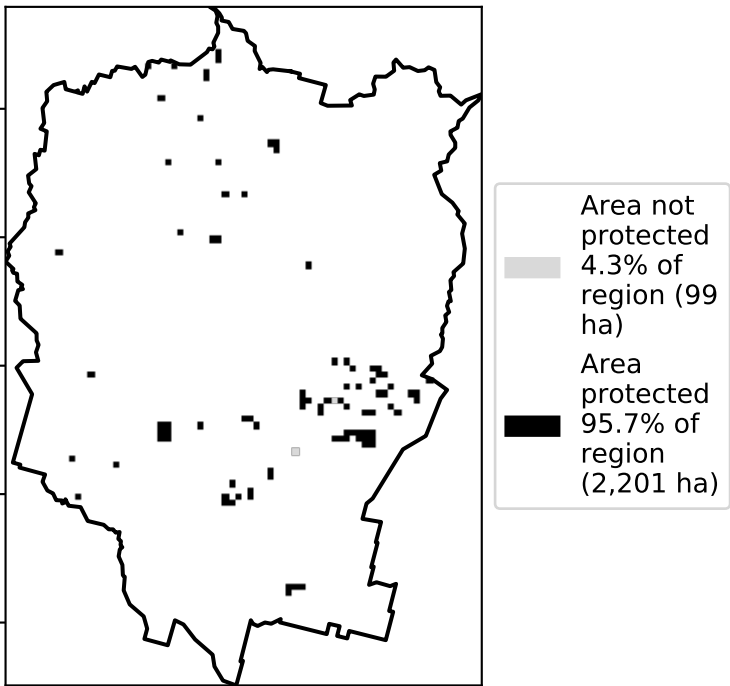 Area not
protected
4.3% of
region (99
ha)
Area
protected
95.7% of
region
(2,201 ha)